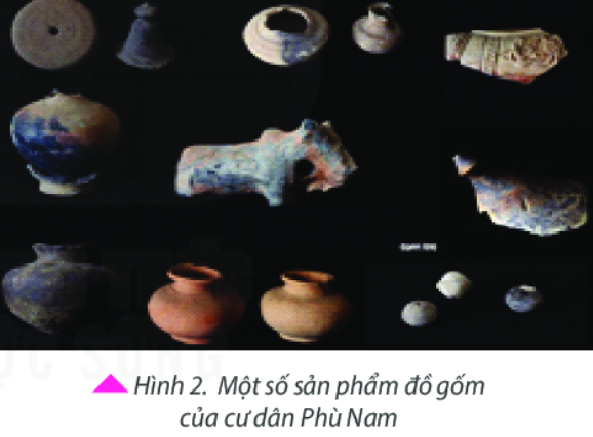 Hình 2. Một số sản phẩm đồ gốm
của cư dân Phù Nam